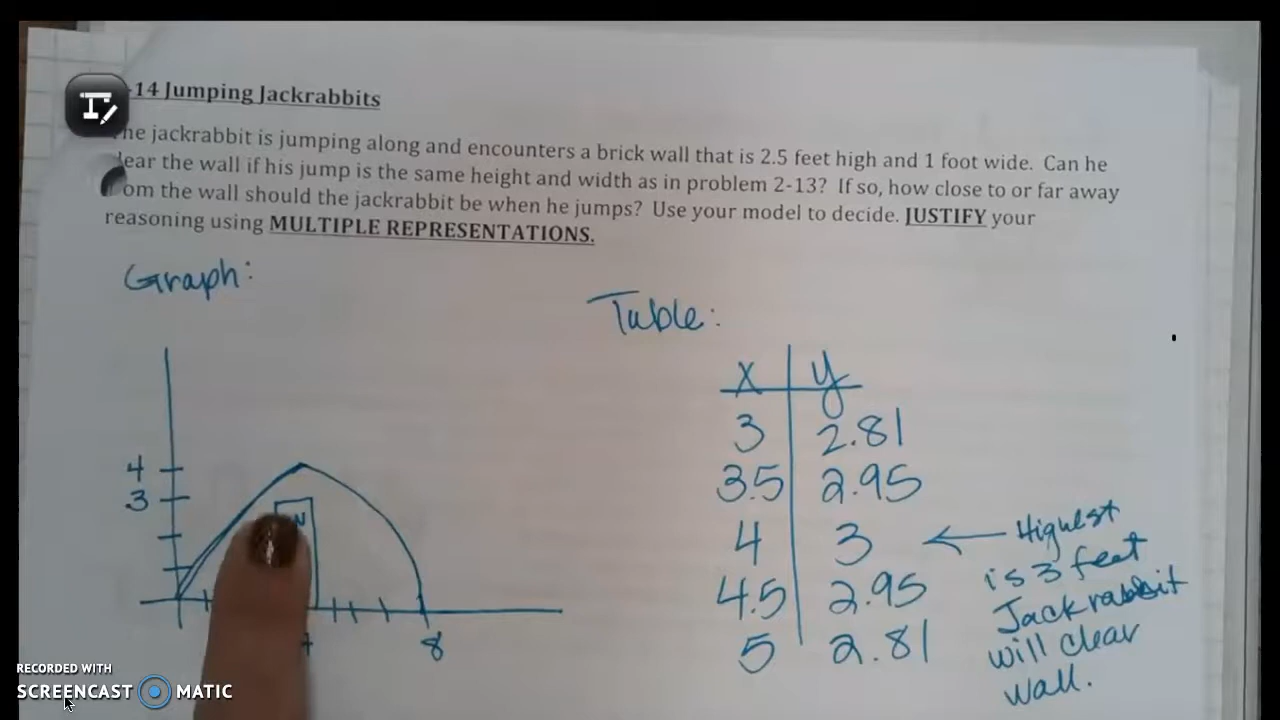 -14 Jumping Jackrabbits
he jackrabbit is jumping along and encounters a brick wall that is 2.5 feet high and 1 foot wide. Can he
lear the wall if his jump is the same height and width as in problem 2-13? If so, how close to or far away
om the wall should the jackrabbit be when he jumps? Use your model to decide. JUSTIFY your
reasoning using MULTIPLE REPRESENTATIONS.
Graph:
Table:
x y
3 2.81
3.5 2.95
4 3
4.5 2.95
5 2.81
Highest
is 3 feet
Jackrabbit
will clear
wall.
4
3
8
RECORDED WITH
SCREENCAST MATIC